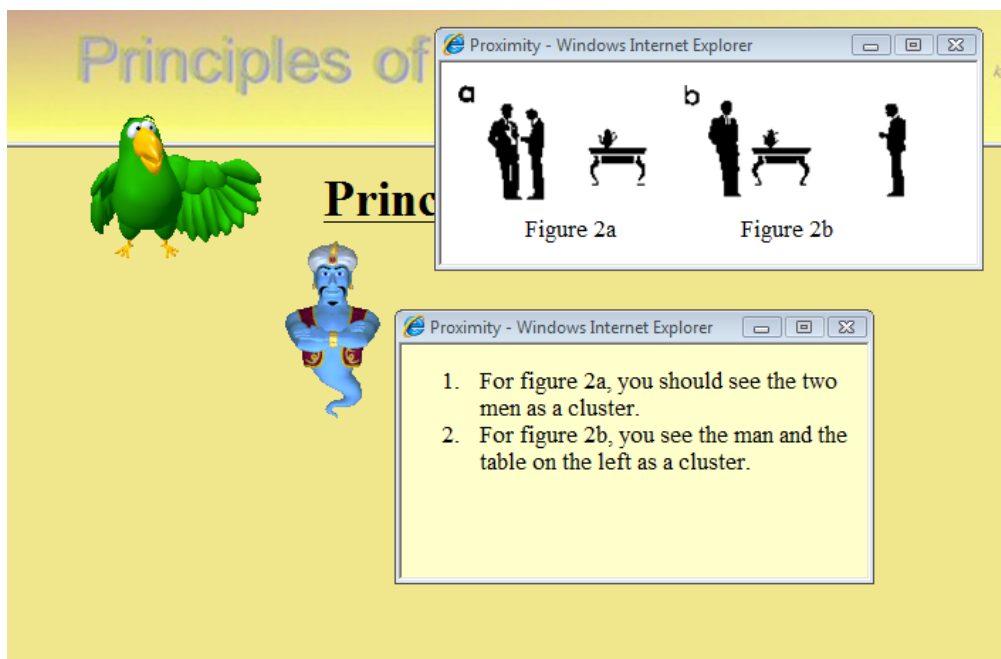 Principles of
Proximity - Windows Internet Explorer
a
b
Figure 2a
Figure 2b
Princ
Proximity - Windows Internet Explorer
1. For figure 2a, you should see the two
men as a cluster.
2. For figure 2b, you see the man and the
table on the left as a cluster.